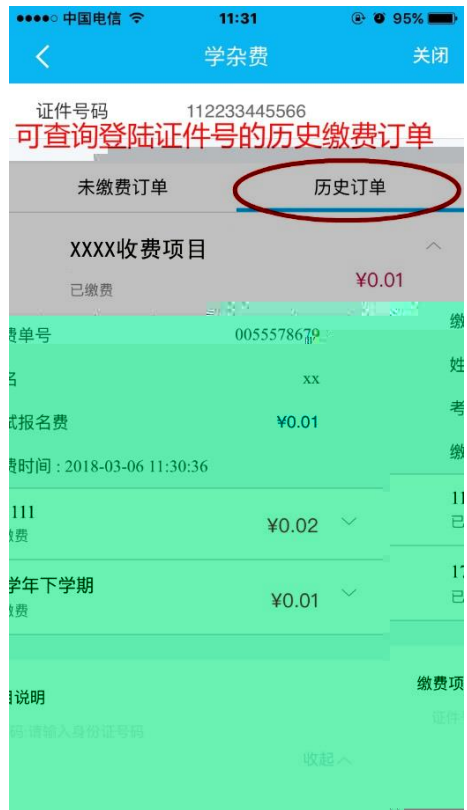 中国电信 11:31 95%
学杂费 关闭
证件号码 112233445566
可查询登陆证件号的历史缴费订单
未缴费订单 历史订单
XXXX收费项目
已缴费 ¥0.01
费单号 0055578679 缴
名 xx 姓
试报名费 ¥0.01 考
费时间 : 2018-03-06 11:30:36 缴
111 ¥0.02 11
缴费 已
学年下学期 ¥0.01 17
缴费 已
目说明 缴费项
码:请输入身份证号码 证件
收起